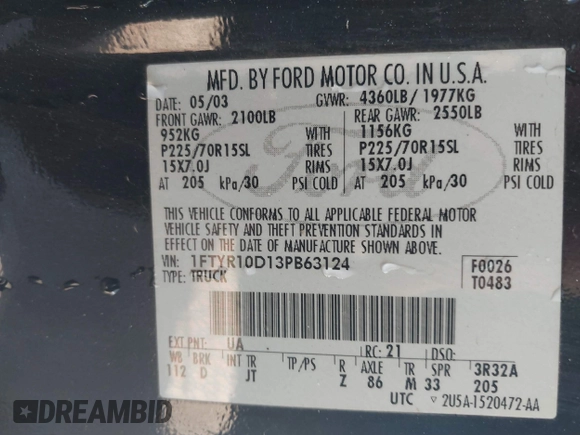 MFD. BY FORD MOTOR CO. IN U.S.A.
DATE: 05/03 GVWR: 4360LB/ 1977KG
FRONT GAWR: 2100LB REAR GAWR: 2550LB
952KG WITH 1156KG WITH
P225/70R15SL TIRES P225/70R15SL TIRES
15X7.0J RIMS 15X7.0J RIMS
AT 205 kPa/30 PSI COLD AT 205 kPa/30 PSI COLD
Ford
THIS VEHICLE CONFORMS TO ALL APPLICABLE FEDERAL MOTOR
VEHICLE SAFETY AND THEFT PREVENTION STANDARDS IN
EFFECT ON THE DATE OF MANUFACTURE SHOWN ABOVE.
VIN: 1FTYR10D13PB63124 F0026
TYPE: TRUCK T0483
EXT PNT: UA RC: 21 DSO:
WB BRK INT TR TP/PS R AXLE TR SPR 3R32A
112 D JT Z 86 M 33 205
UTC 2U5A-1520472-AA
AUTO AUCTION HISTORY